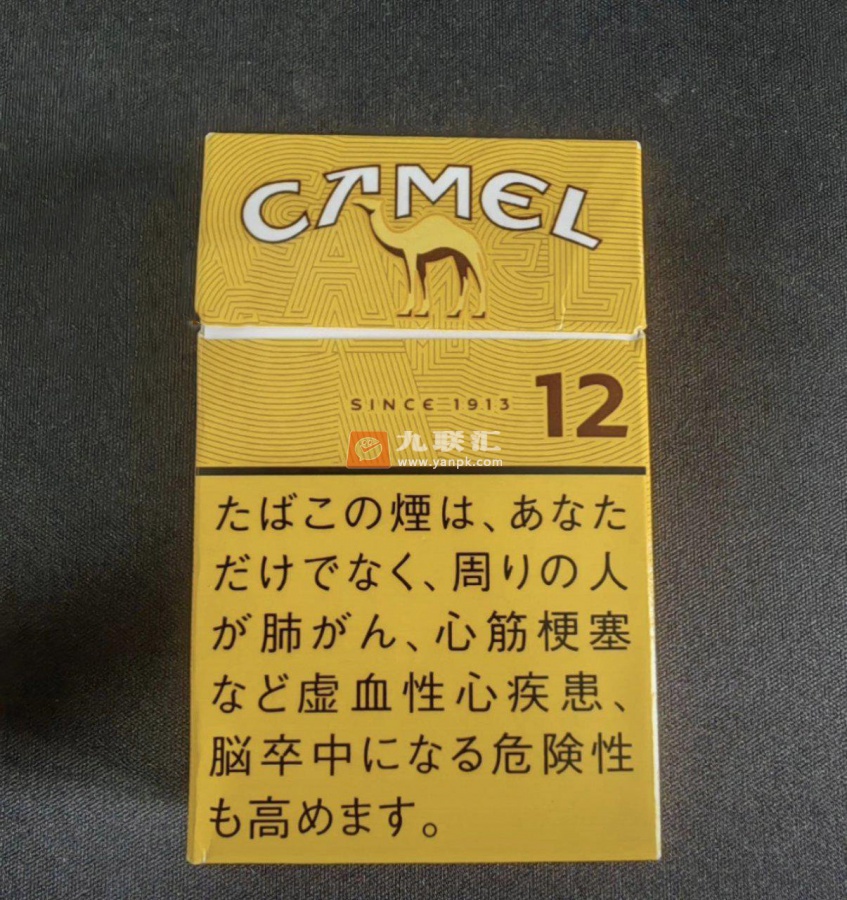 CAMEL
SINCE 1913
12
九联汇
www.yanpk.com
たばこの煙は、あなた
だけでなく、周りの人
が肺がん、心筋梗塞
など虚血性心疾患、
脳卒中になる危険性
も高めます。